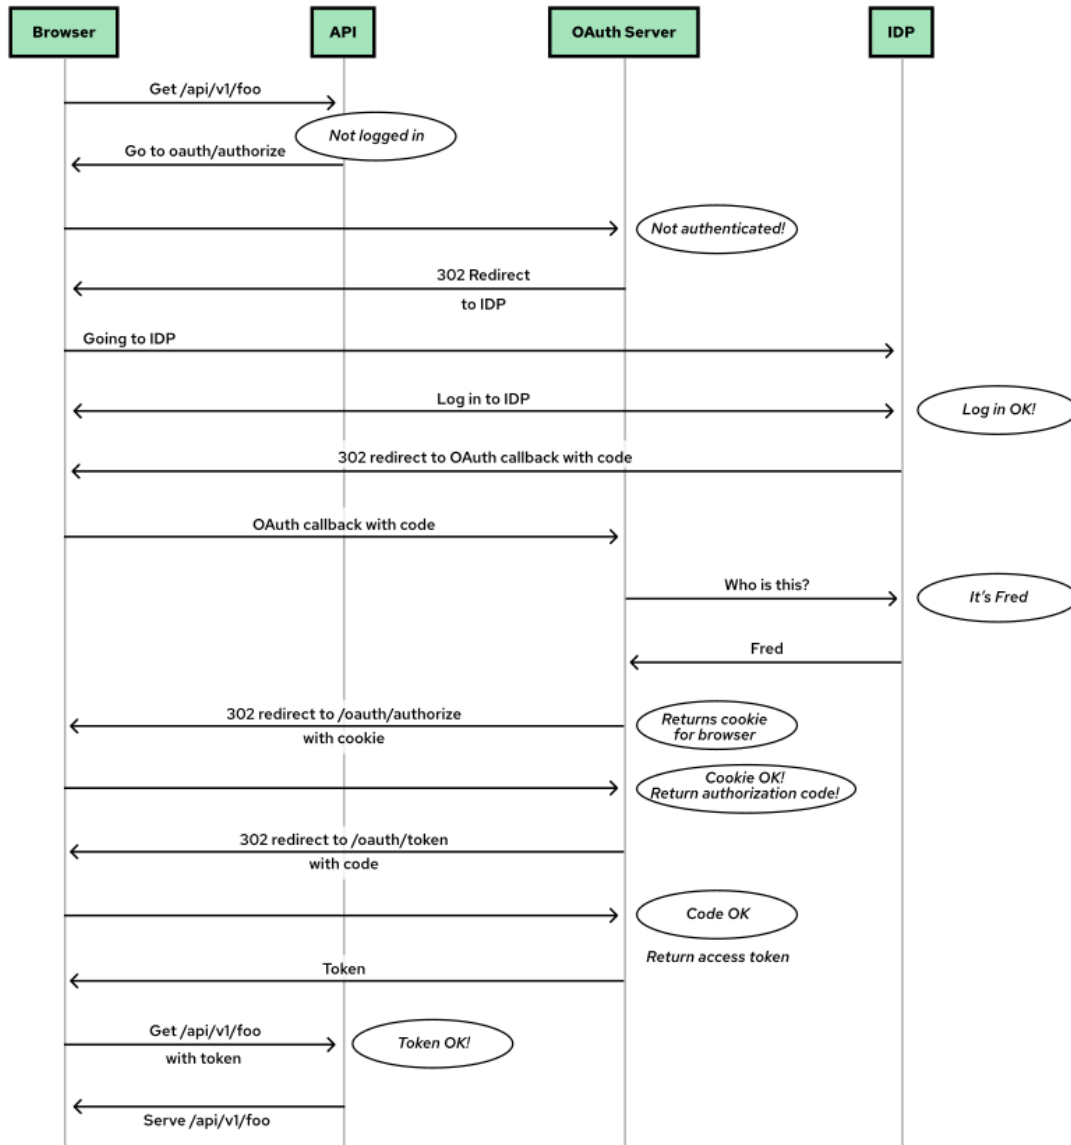 Browser
API
OAuth Server
IDP
Get /api/v1/foo
Not logged in
Go to oauth/authorize
Not authenticated!
302 Redirect
to IDP
Going to IDP
Log in to IDP
Log in OK!
302 redirect to OAuth callback with code
OAuth callback with code
Who is this?
It's Fred
Fred
302 redirect to /oauth/authorize
with cookie
Returns cookie
for browser
Cookie OK!
Return authorization code!
302 redirect to /oauth/token
with code
Code OK
Return access token
Token
Get /api/v1/foo
with token
Token OK!
Serve /api/v1/foo